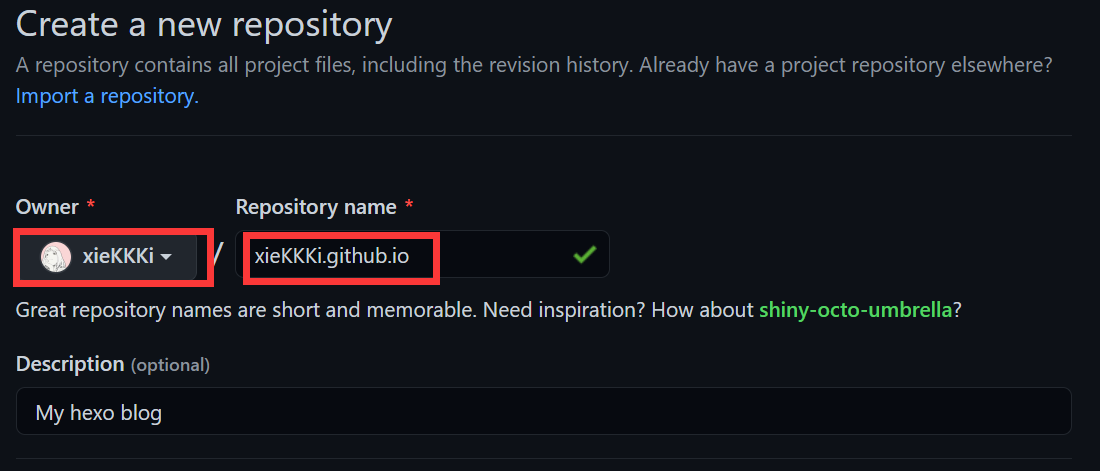 Create a new repository
A repository contains all project files, including the revision history. Already have a project repository elsewhere?
Import a repository.
Owner * Repository name *
xieKKKi / xieKKKi.github.io
Great repository names are short and memorable. Need inspiration? How about shiny-octo-umbrella?
Description (optional)
My hexo blog